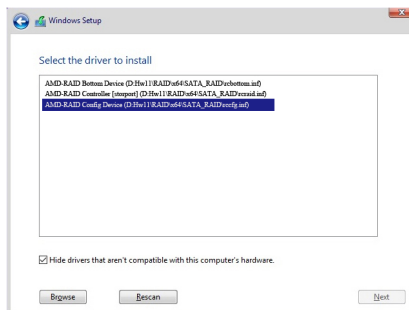 Windows Setup
Select the driver to install
AMD-RAID Bottom Device (D:Hw11\RAID\x64\SATA_RAID\rcbottom.inf)
AMD-RAID Controller [storport] (D:Hw11\RAID\x64\SATA_RAID\rcraid.inf)
AMD-RAID Config Device (D:Hw11\RAID\x64\SATA_RAID\rccfg.inf)
Hide drivers that aren't compatible with this computer's hardware.
Browse Rescan Next